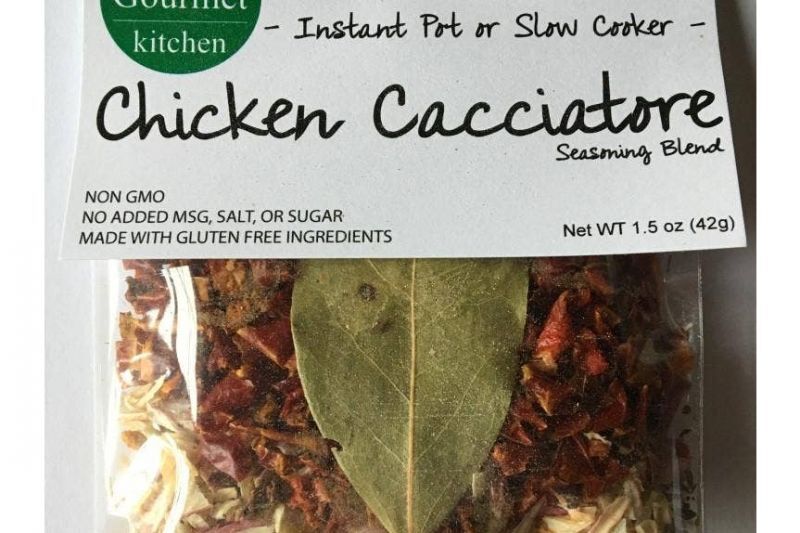 Gourmet
kitchen
- Instant Pot or Slow Cooker -
Chicken Cacciatore
Seasoning Blend
NON GMO
NO ADDED MSG, SALT, OR SUGAR
MADE WITH GLUTEN FREE INGREDIENTS
Net WT 1.5 oz (42g)